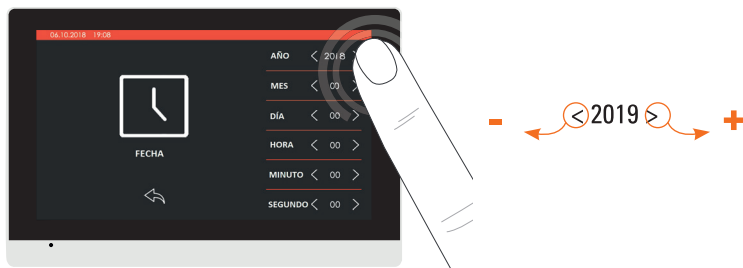 06.10.2018 19:08
AÑO < 2018 >
MES < 00 >
DÍA < 00 >
HORA < 00 >
MINUTO < 00 >
SEGUNDO < 00 >
FECHA
- < 2019 > +